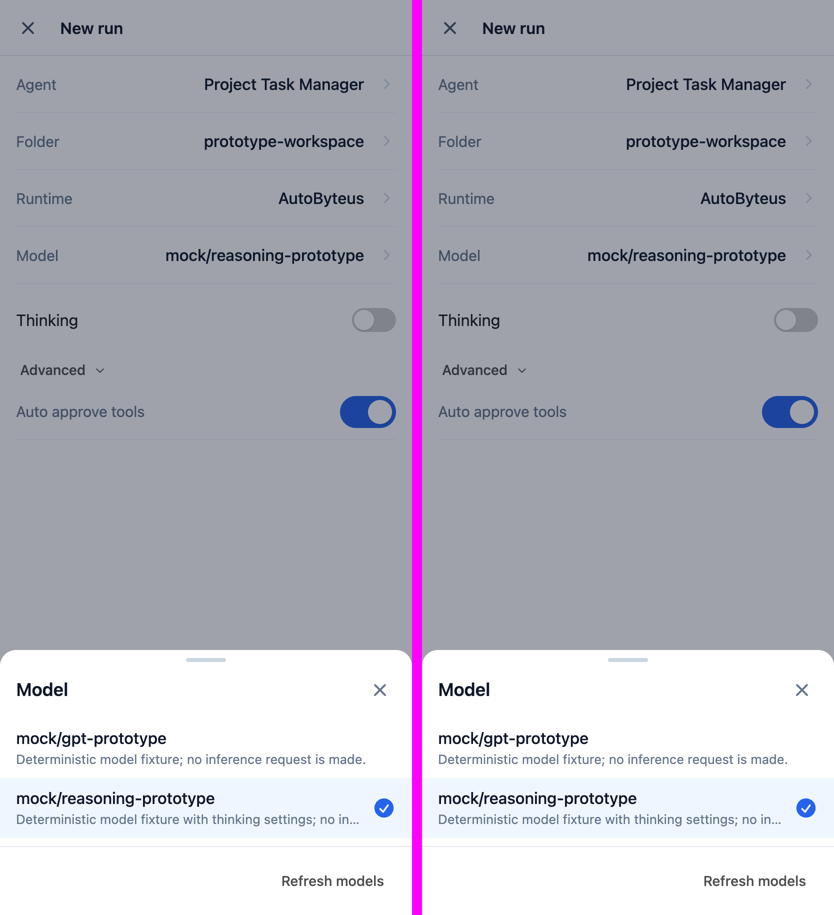 New run
Agent Project Task Manager
Folder prototype-workspace
Runtime AutoByteus
Model mock/reasoning-prototype
Thinking
Advanced
Auto approve tools
Model
mock/gpt-prototype
Deterministic model fixture; no inference request is made.
mock/reasoning-prototype
Deterministic model fixture with thinking settings; no in...
Refresh models
New run
Agent Project Task Manager
Folder prototype-workspace
Runtime AutoByteus
Model mock/reasoning-prototype
Thinking
Advanced
Auto approve tools
Model
mock/gpt-prototype
Deterministic model fixture; no inference request is made.
mock/reasoning-prototype
Deterministic model fixture with thinking settings; no in...
Refresh models